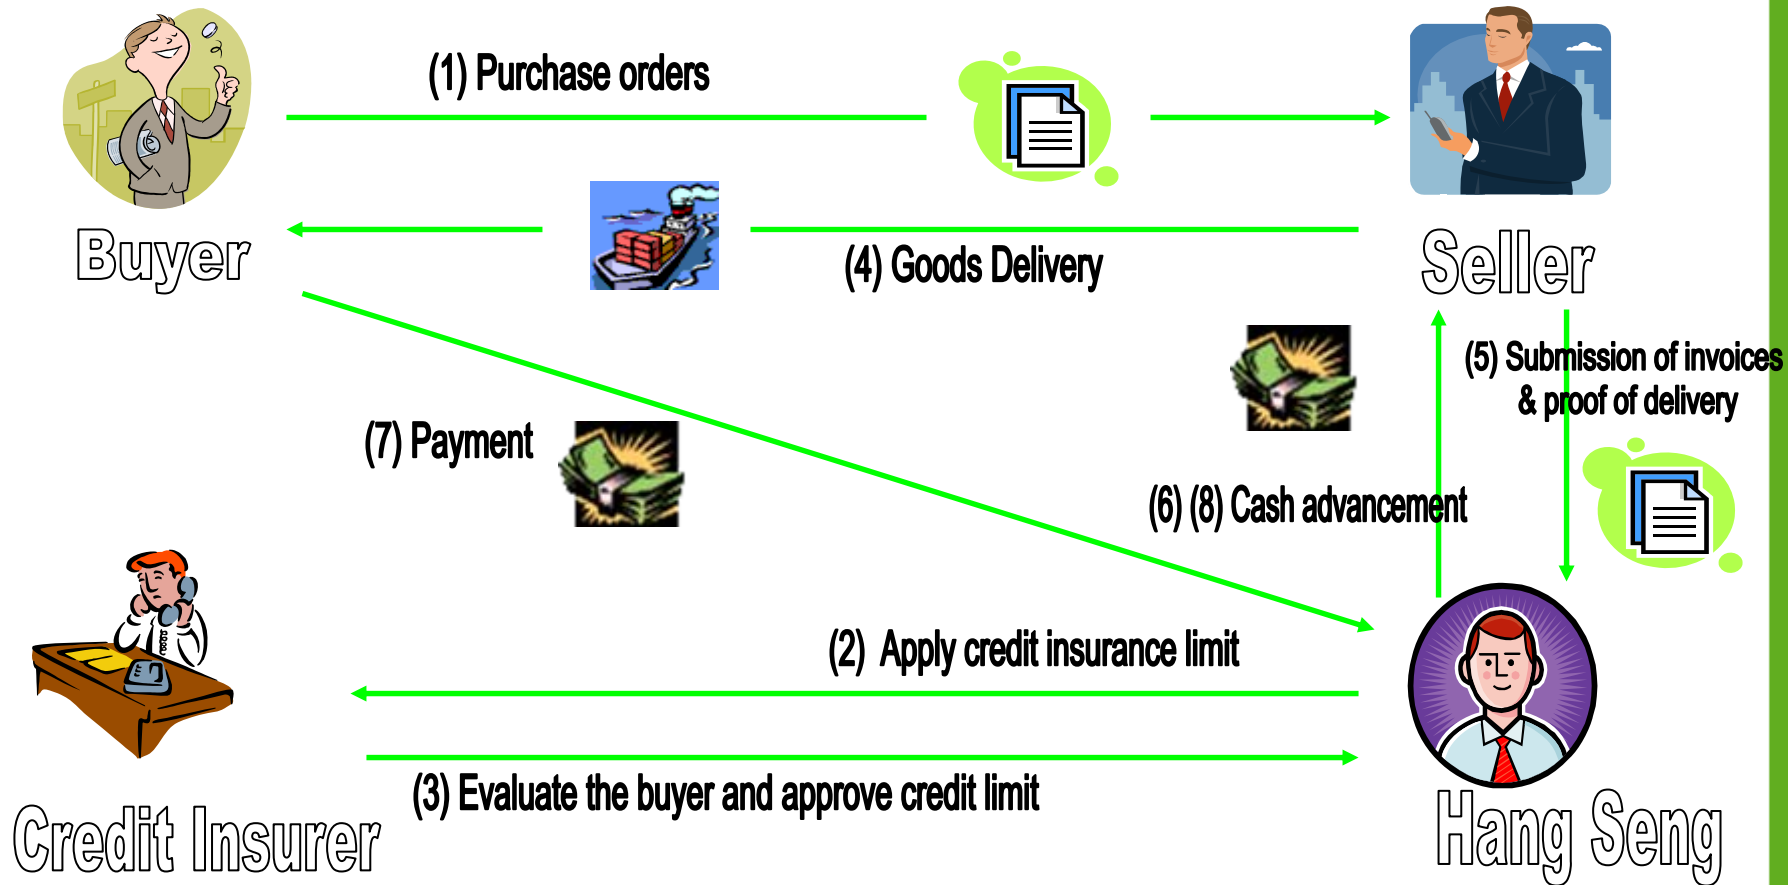 (1) Purchase orders
Buyer
(4) Goods Delivery
Seller
(5) Submission of invoices
& proof of delivery
(7) Payment
(6) (8) Cash advancement
(2) Apply credit insurance limit
(3) Evaluate the buyer and approve credit limit
Credit Insurer
Hang Seng